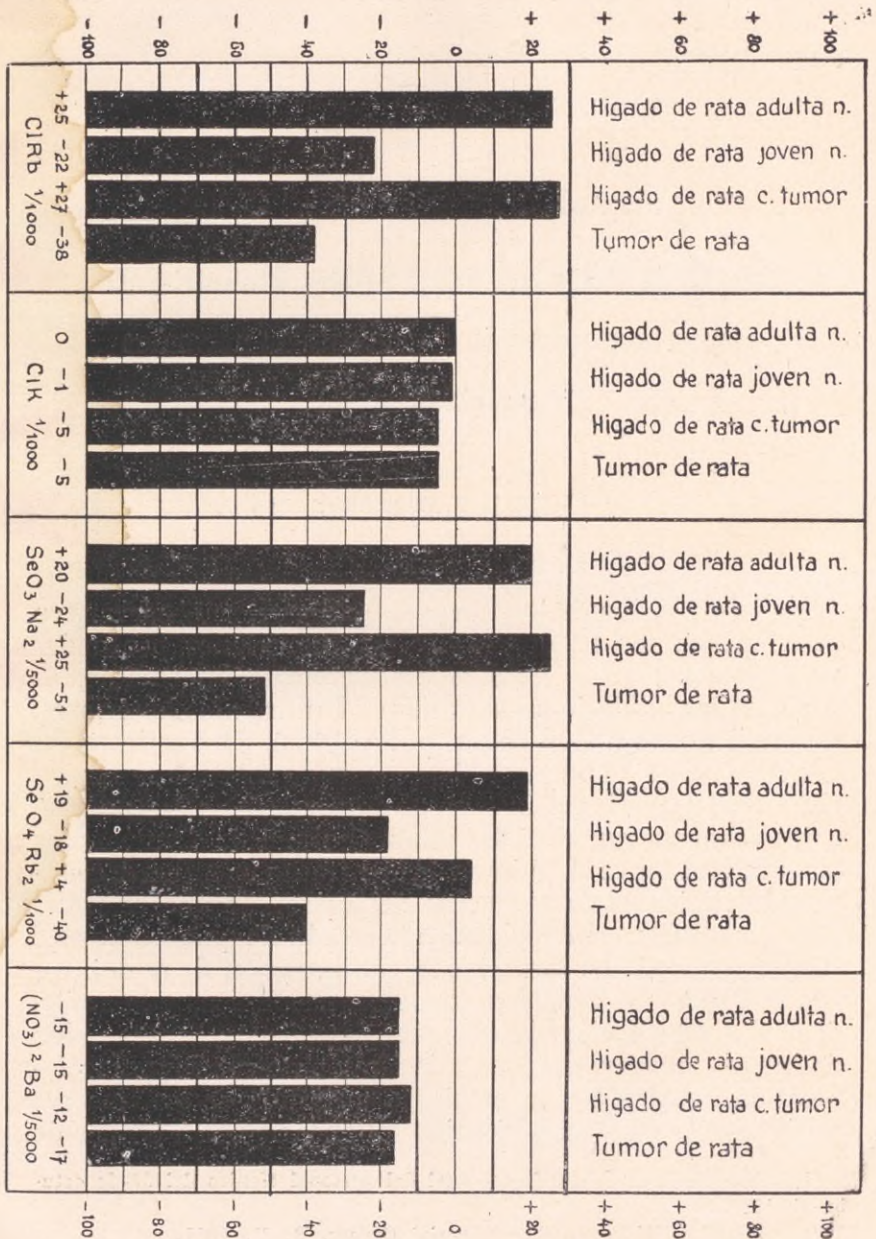 -100 - -60 - -20 0 + +20 +40 +60 +80 +100
Higado de rata adulta n.
Higado de rata joven n.
Higado de rata c. tumor
Tumor de rata
+25 -22 +27 -38
ClRb 1/1000
Higado de rata adulta n.
Higado de rata joven n.
Higado de rata c. tumor
Tumor de rata
0 -1 -5 -5
ClK 1/1000
Higado de rata adulta n.
Higado de rata joven n.
Higado de rata c. tumor
Tumor de rata
+20 -24 +25 -51
SeO3 Na2 1/5000
Higado de rata adulta n.
Higado de rata joven n.
Higado de rata c. tumor
Tumor de rata
+19 -18 +4 -40
Se O4 Rb2 1/1000
Higado de rata adulta n.
Higado de rata joven n.
Higado de rata c. tumor
Tumor de rata
-15 -15 -12 -17
(NO3)2 Ba 1/5000
-100 -80 -60 -40 -20 0 +20 +40 +60 +80 +100